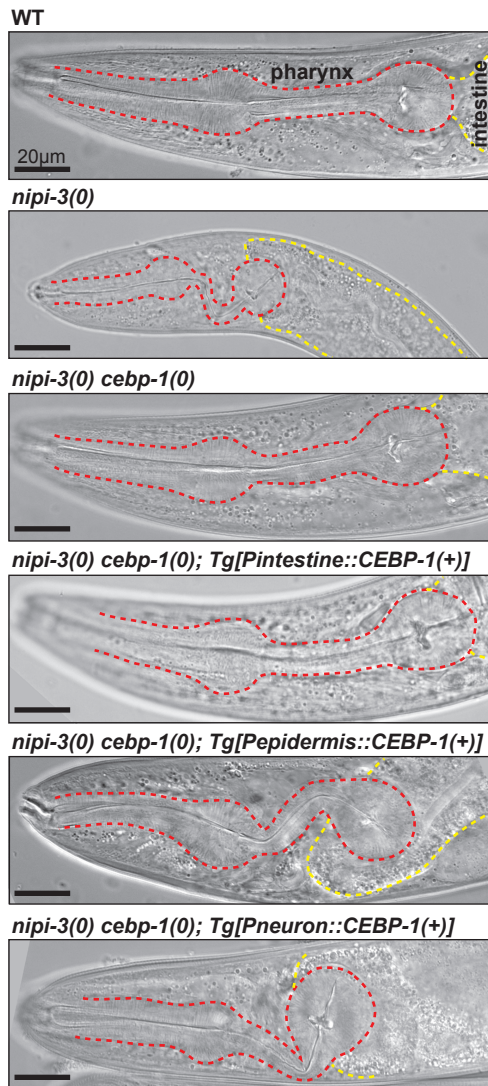 WT
pharynx
intestine
20μm
nipi-3(0)
nipi-3(0) cebp-1(0)
nipi-3(0) cebp-1(0); Tg[Pintestine::CEBP-1(+)]
nipi-3(0) cebp-1(0); Tg[Pepidermis::CEBP-1(+)]
nipi-3(0) cebp-1(0); Tg[Pneuron::CEBP-1(+)]